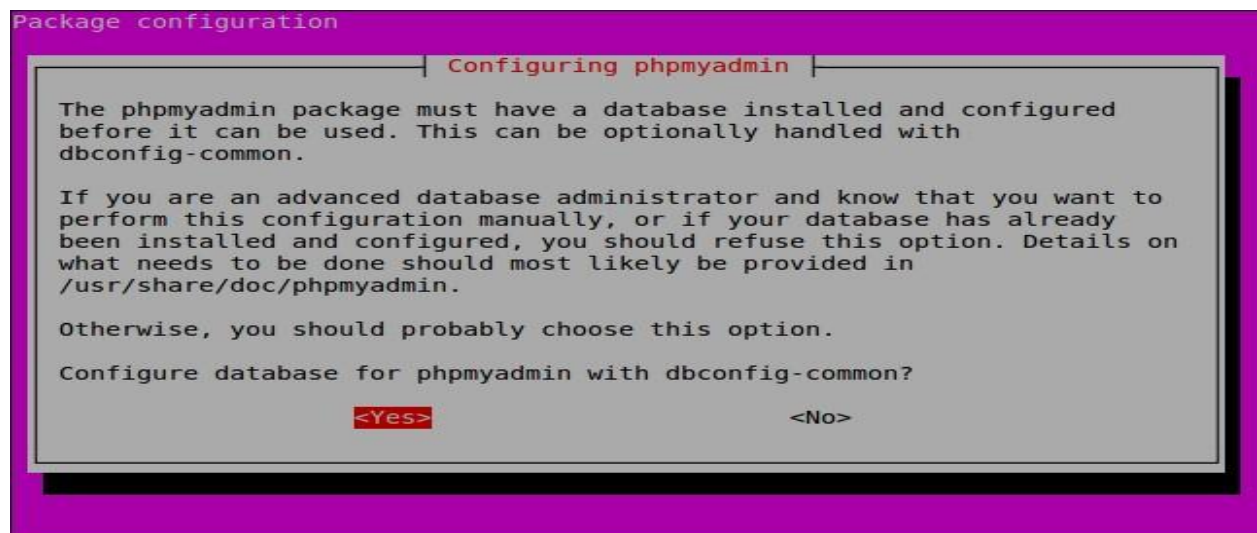 Package configuration
Configuring phpmyadmin
The phpmyadmin package must have a database installed and configured
before it can be used. This can be optionally handled with
dbconfig-common.
If you are an advanced database administrator and know that you want to
perform this configuration manually, or if your database has already
been installed and configured, you should refuse this option. Details on
what needs to be done should most likely be provided in
/usr/share/doc/phpmyadmin.
Otherwise, you should probably choose this option.
Configure database for phpmyadmin with dbconfig-common?
<Yes> <No>